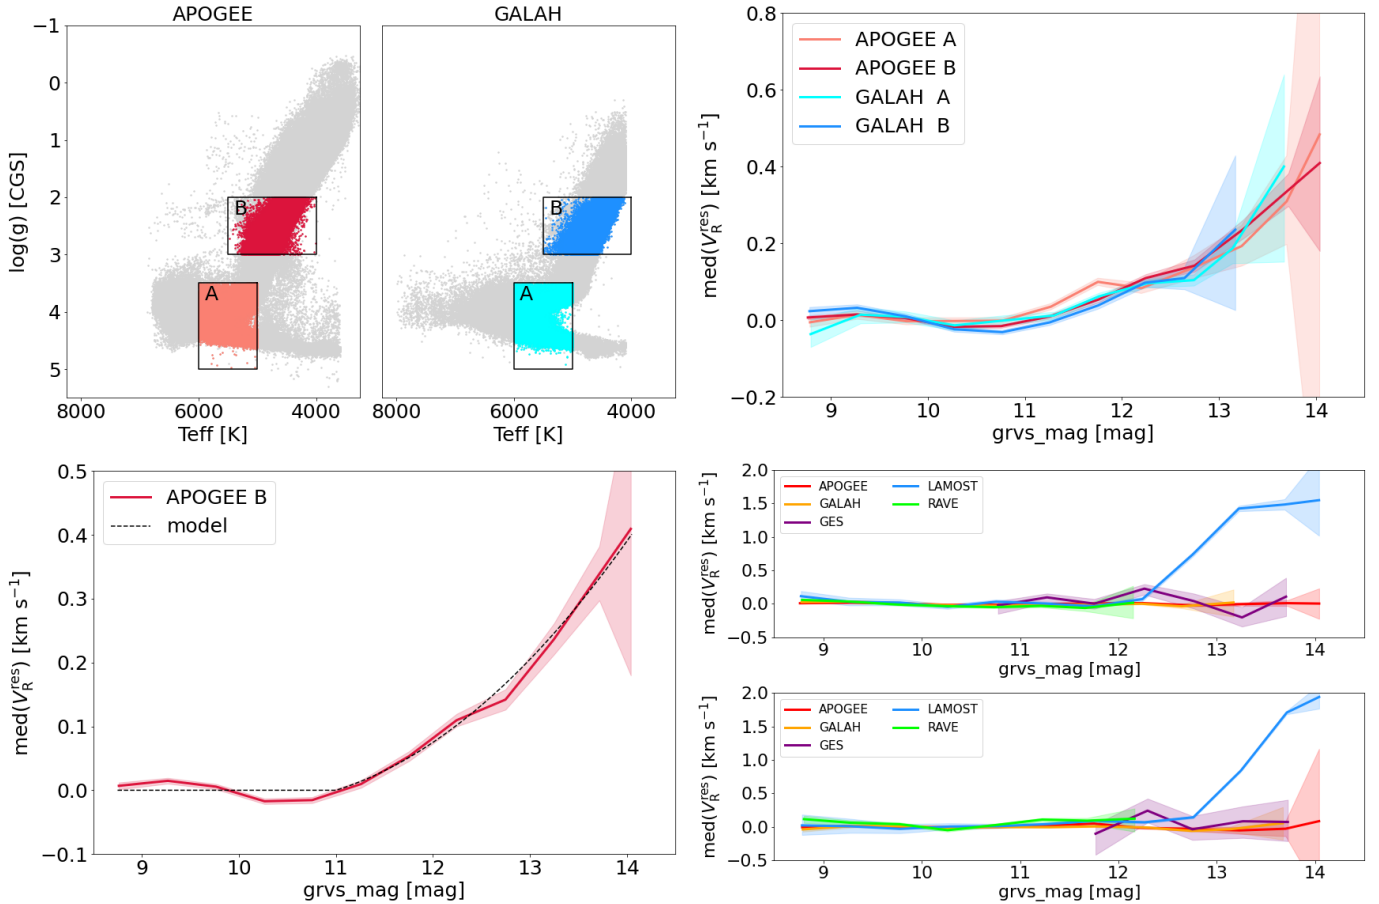 APOGEE
GALAH
−1
0
1
2
3
4
5
log(g) [CGS]
B
A
B
A
8000
6000
4000
8000
6000
4000
Teff [K]
Teff [K]
0.8
0.6
0.4
0.2
0.0
−0.2
med(V_R^res) [km s⁻¹]
APOGEE A
APOGEE B
GALAH A
GALAH B
9
10
11
12
13
14
grvs_mag [mag]
0.5
0.4
0.3
0.2
0.1
0.0
−0.1
med(V_R^res) [km s⁻¹]
APOGEE B
model
9
10
11
12
13
14
grvs_mag [mag]
2.0
1.5
1.0
0.5
0.0
−0.5
med(V_R^res) [km s⁻¹]
APOGEE
GALAH
GES
LAMOST
RAVE
9
10
11
12
13
14
grvs_mag [mag]
2.0
1.5
1.0
0.5
0.0
−0.5
med(V_R^res) [km s⁻¹]
APOGEE
GALAH
GES
LAMOST
RAVE
9
10
11
12
13
14
grvs_mag [mag]